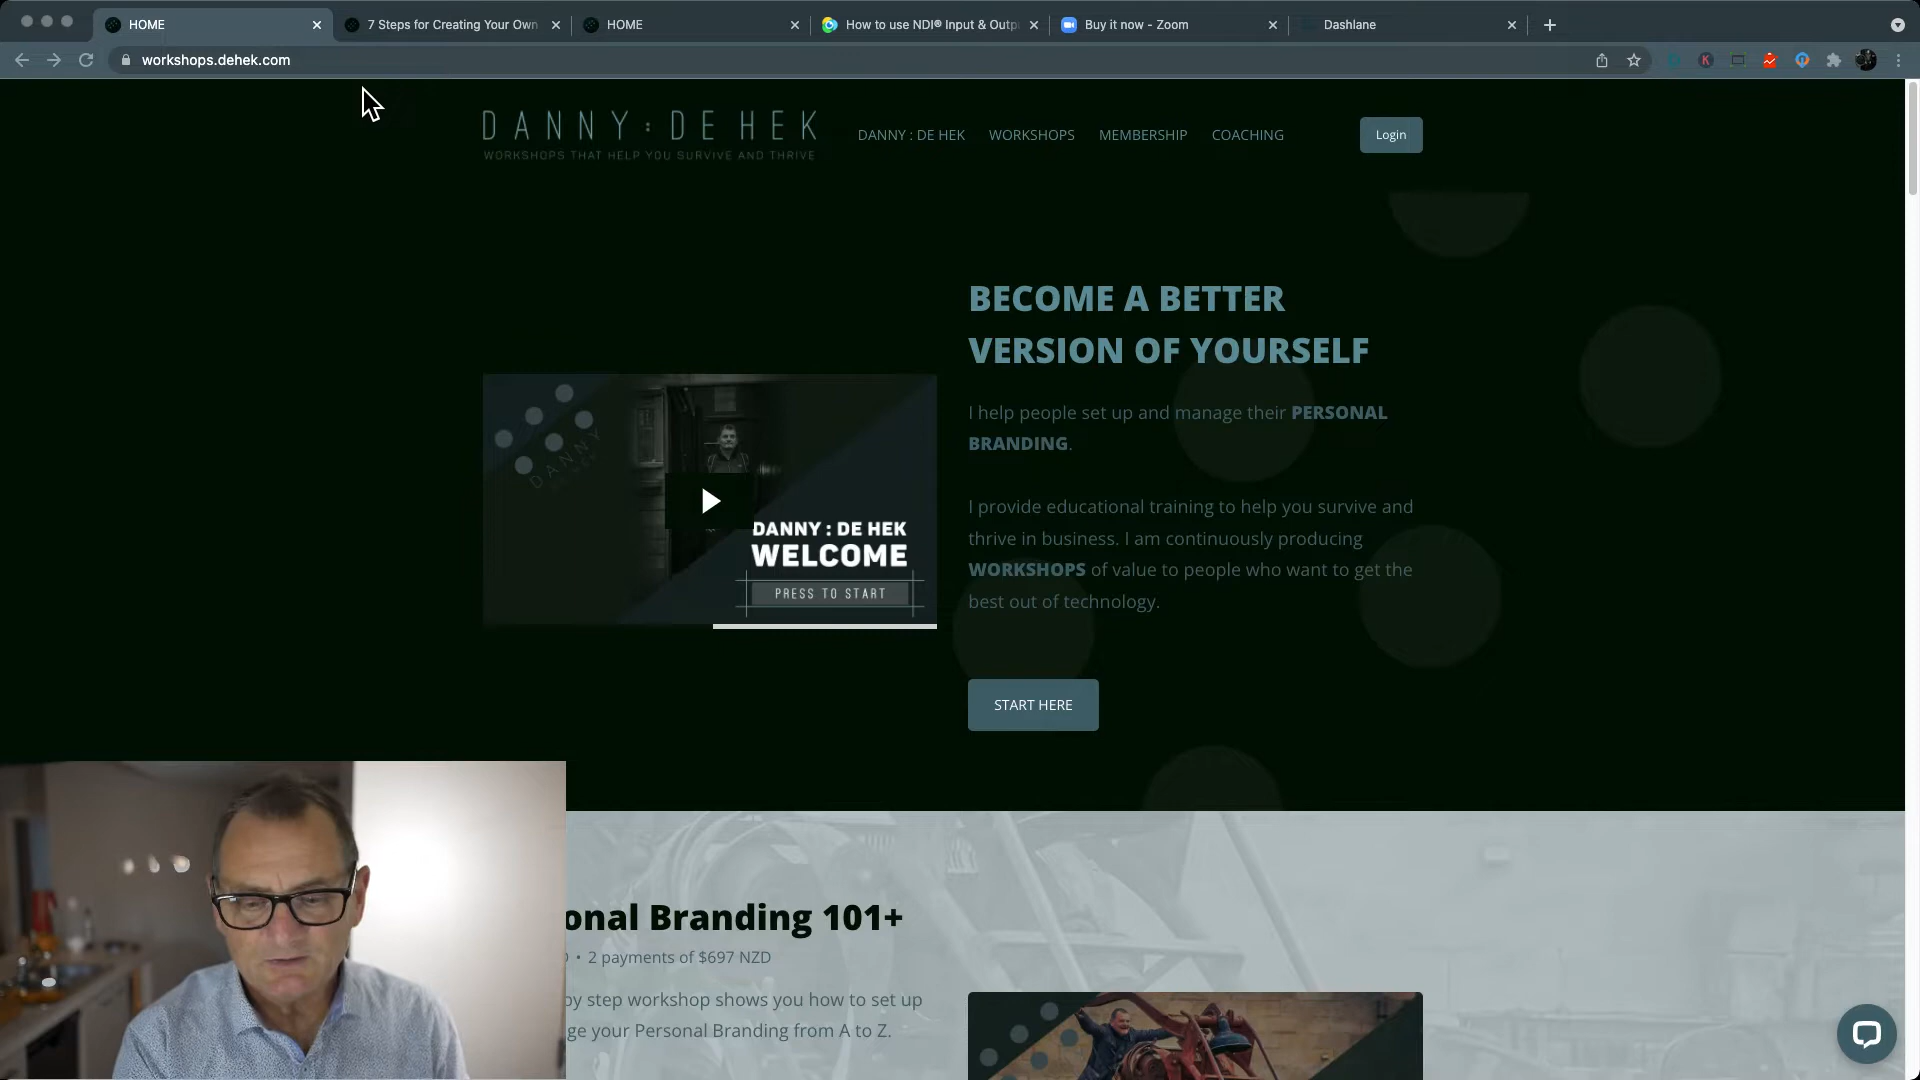 HOME
7 Steps for Creating Your Own
HOME
How to use NDI® Input & Outp
Buy it now - Zoom
Dashlane
workshops.dehek.com
DANNY : DE HEK
WORKSHOPS THAT HELP YOU SURVIVE AND THRIVE
DANNY : DE HEK
WORKSHOPS
MEMBERSHIP
COACHING
Login
BECOME A BETTER
VERSION OF YOURSELF
I help people set up and manage their PERSONAL
BRANDING.
I provide educational training to help you survive and
thrive in business. I am continuously producing
WORKSHOPS of value to people who want to get the
best out of technology.
START HERE
DANNY
DANNY : DE HEK
WELCOME
PRESS TO START
onal Branding 101+
• 2 payments of $697 NZD
by step workshop shows you how to set up
ge your Personal Branding from A to Z.